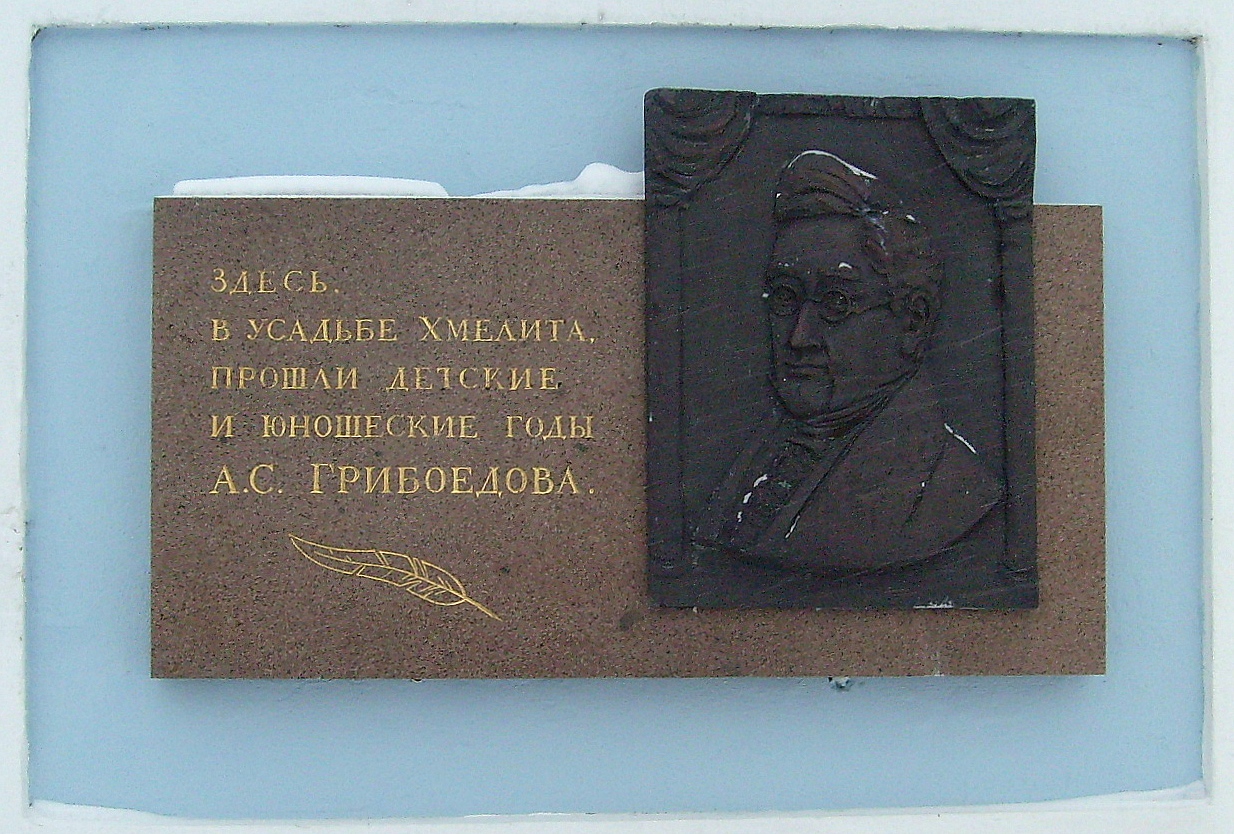 ЗДЕСЬ,
В УСАДЬБЕ ХМЕЛИТА,
ПРОШЛИ ДЕТСКИЕ
И ЮНОШЕСКИЕ ГОДЫ
А.С. ГРИБОЕДОВА.